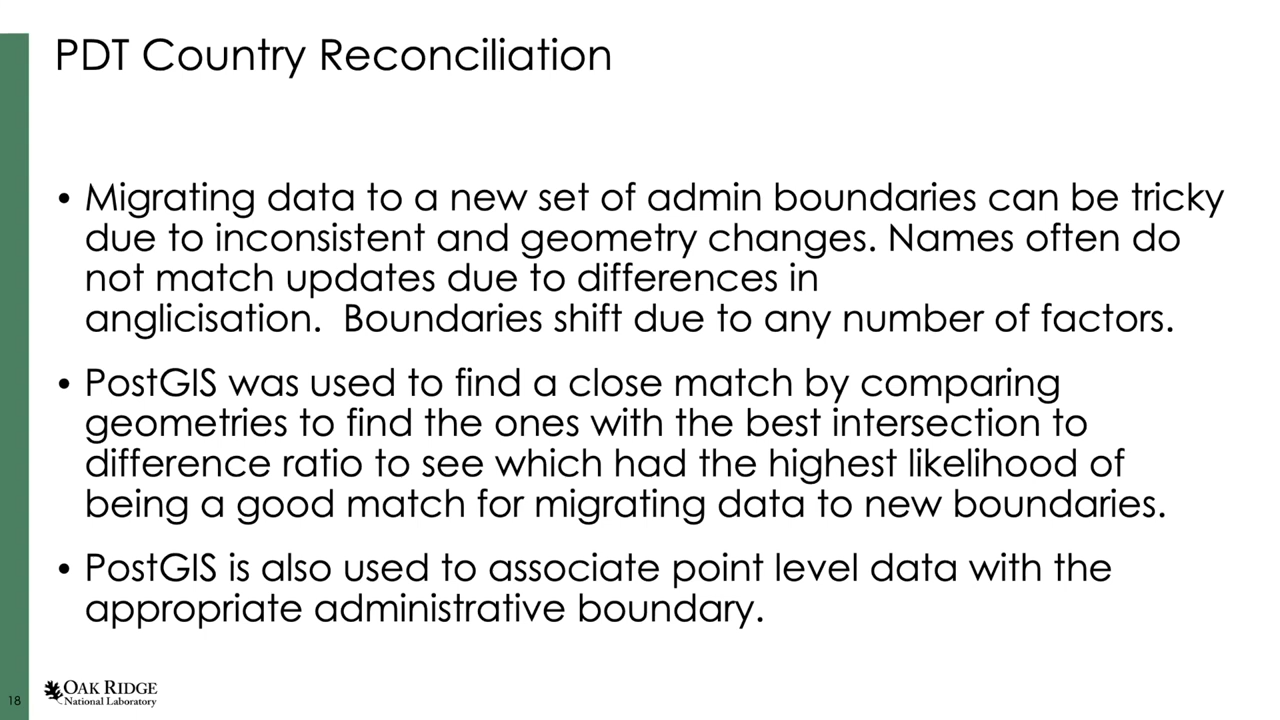 PDT Country Reconciliation
• Migrating data to a new set of admin boundaries can be tricky
due to inconsistent and geometry changes. Names often do
not match updates due to differences in
anglicisation.  Boundaries shift due to any number of factors.
• PostGIS was used to find a close match by comparing
geometries to find the ones with the best intersection to
difference ratio to see which had the highest likelihood of
being a good match for migrating data to new boundaries.
• PostGIS is also used to associate point level data with the
appropriate administrative boundary.
18
OAK RIDGE
National Laboratory